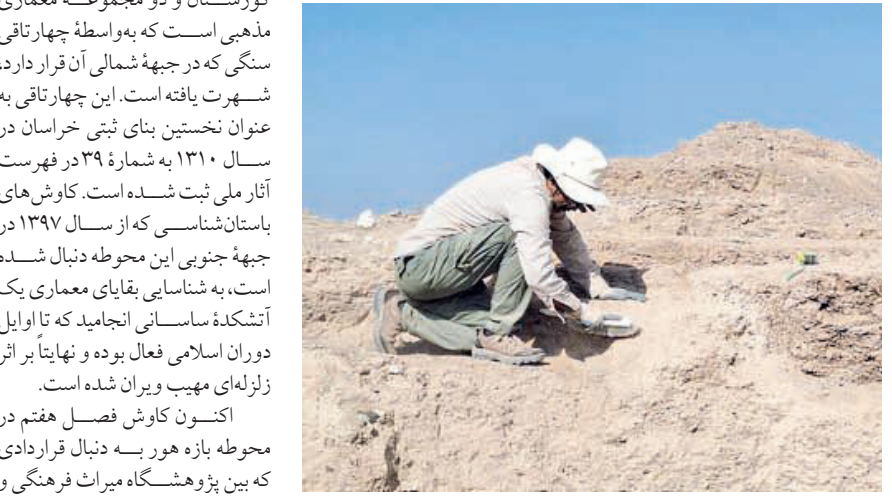 گورستان و دو مجموعه معماری
مذهبی است که به‌واسطهٔ چهارتاقی
سنگی که در جبههٔ شمالی آن قرار دارد،
شهرت یافته است. این چهارتاقی به
عنوان نخستین بنای ثبتی خراسان در
سال ۱۳۱۰ به شمارهٔ ۳۹ در فهرست
آثار ملی ثبت شده است. کاوش‌های
باستان‌شناسی که از سال ۱۳۹۷ در
جبههٔ جنوبی این محوطه دنبال شده
است، به شناسایی بقایای معماری یک
آتشکدهٔ ساسانی انجامید که تا اوایل
دوران اسلامی فعال بوده و نهایتاً بر اثر
زلزله‌ای مهیب ویران شده است.
اکنون کاوش فصل هفتم در
محوطه بازه هور به دنبال قراردادی
که بین پژوهشگاه میراث فرهنگی و